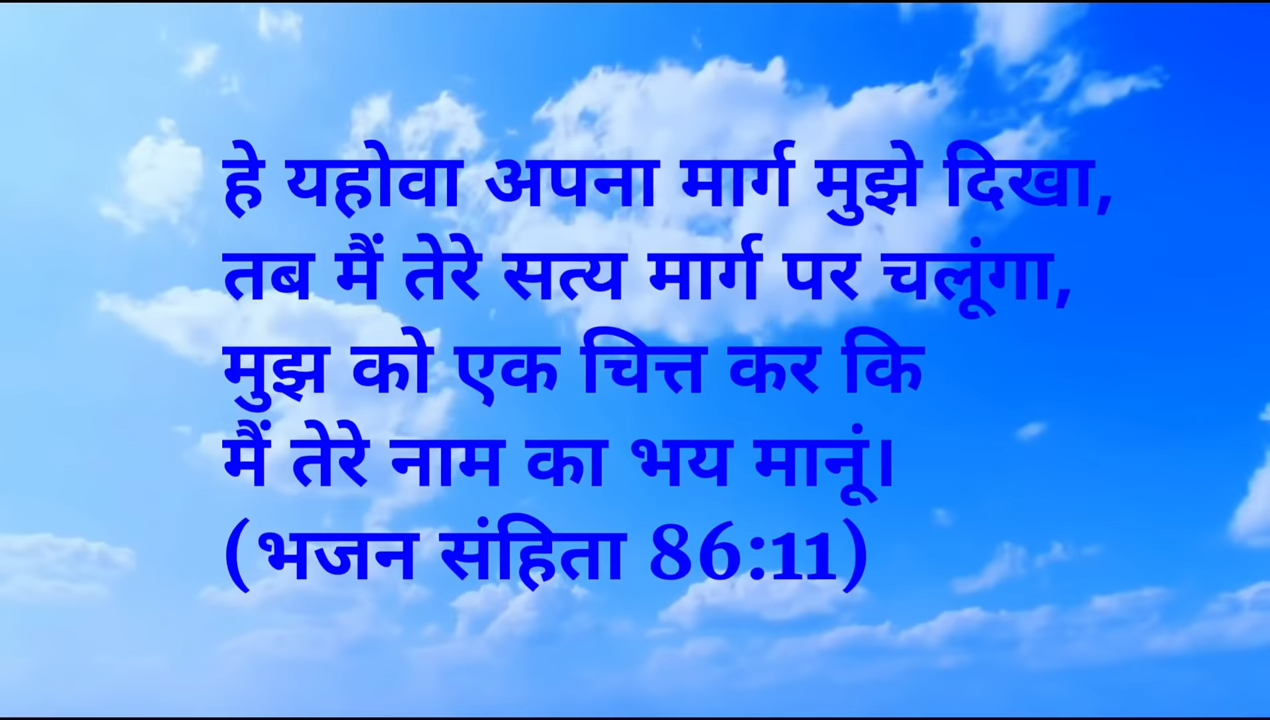 हे यहोवा अपना मार्ग मुझे दिखा,
तब मैं तेरे सत्य मार्ग पर चलूंगा,
मुझ को एक चित्त कर कि
मैं तेरे नाम का भय मानूं।
(भजन संहिता 86:11)